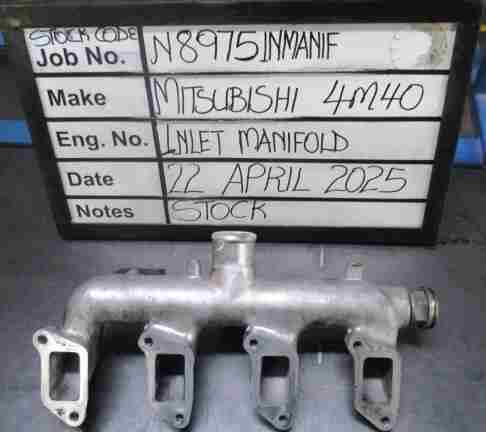 STOCK CODE
Job No. N8975INMANIF
Make MITSUBISHI 4M40
Eng. No. INLET MANIFOLD
Date 22 APRIL 2025
Notes STOCK